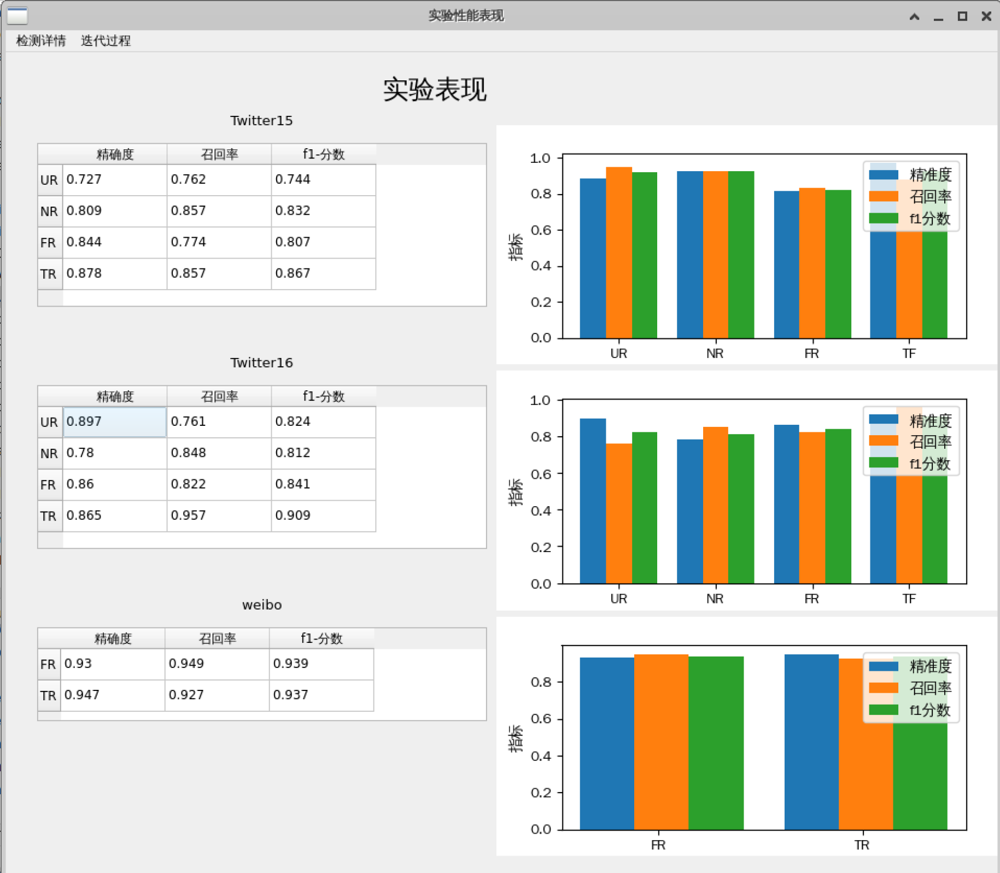 实验性能表现
检测详情 迭代过程
实验表现
Twitter15
精确度 召回率 f1-分数
UR 0.727 0.762 0.744
NR 0.809 0.857 0.832
FR 0.844 0.774 0.807
TR 0.878 0.857 0.867
1.0
0.8
0.6
0.4
0.2
0.0
指标
精准度
召回率
f1分数
UR NR FR TF
Twitter16
精确度 召回率 f1-分数
UR 0.897 0.761 0.824
NR 0.78 0.848 0.812
FR 0.86 0.822 0.841
TR 0.865 0.957 0.909
1.0
0.8
0.6
0.4
0.2
0.0
指标
精准度
召回率
f1分数
UR NR FR TF
weibo
精确度 召回率 f1-分数
FR 0.93 0.949 0.939
TR 0.947 0.927 0.937
0.8
0.6
0.4
0.2
0.0
指标
精准度
召回率
f1分数
FR TR